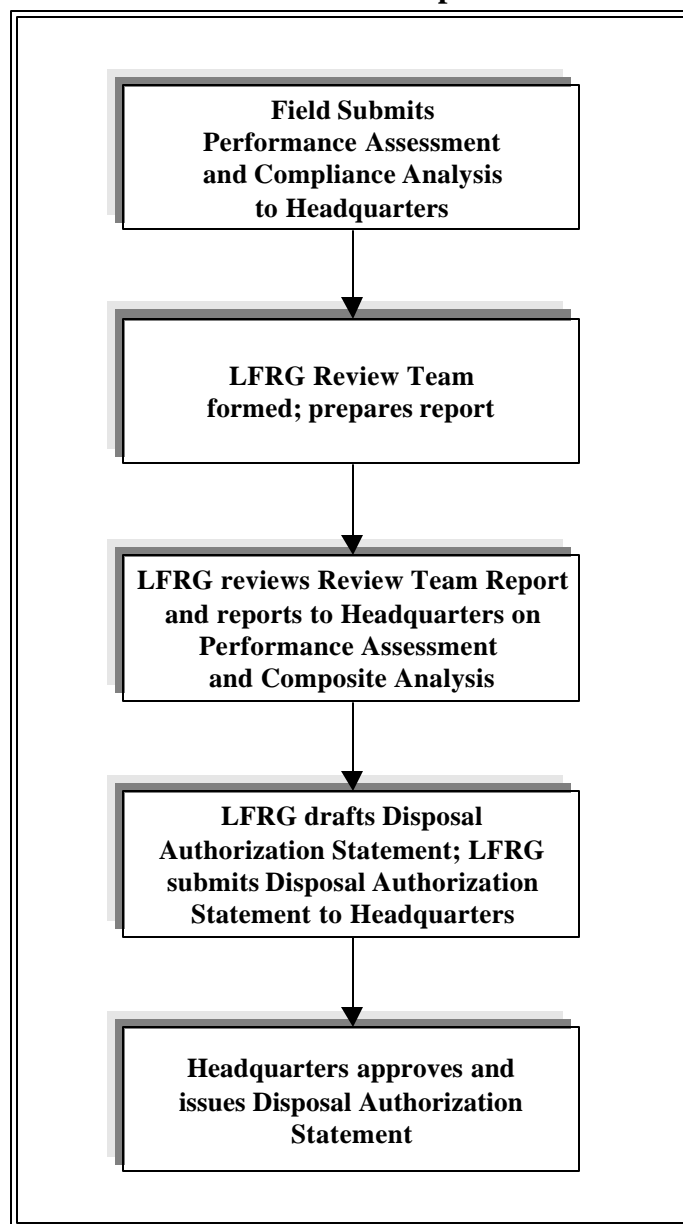 Field Submits
Performance Assessment
and Compliance Analysis
to Headquarters
LFRG Review Team
formed; prepares report
LFRG reviews Review Team Report
and reports to Headquarters on
Performance Assessment
and Composite Analysis
LFRG drafts Disposal
Authorization Statement; LFRG
submits Disposal Authorization
Statement to Headquarters
Headquarters approves and
issues Disposal Authorization
Statement